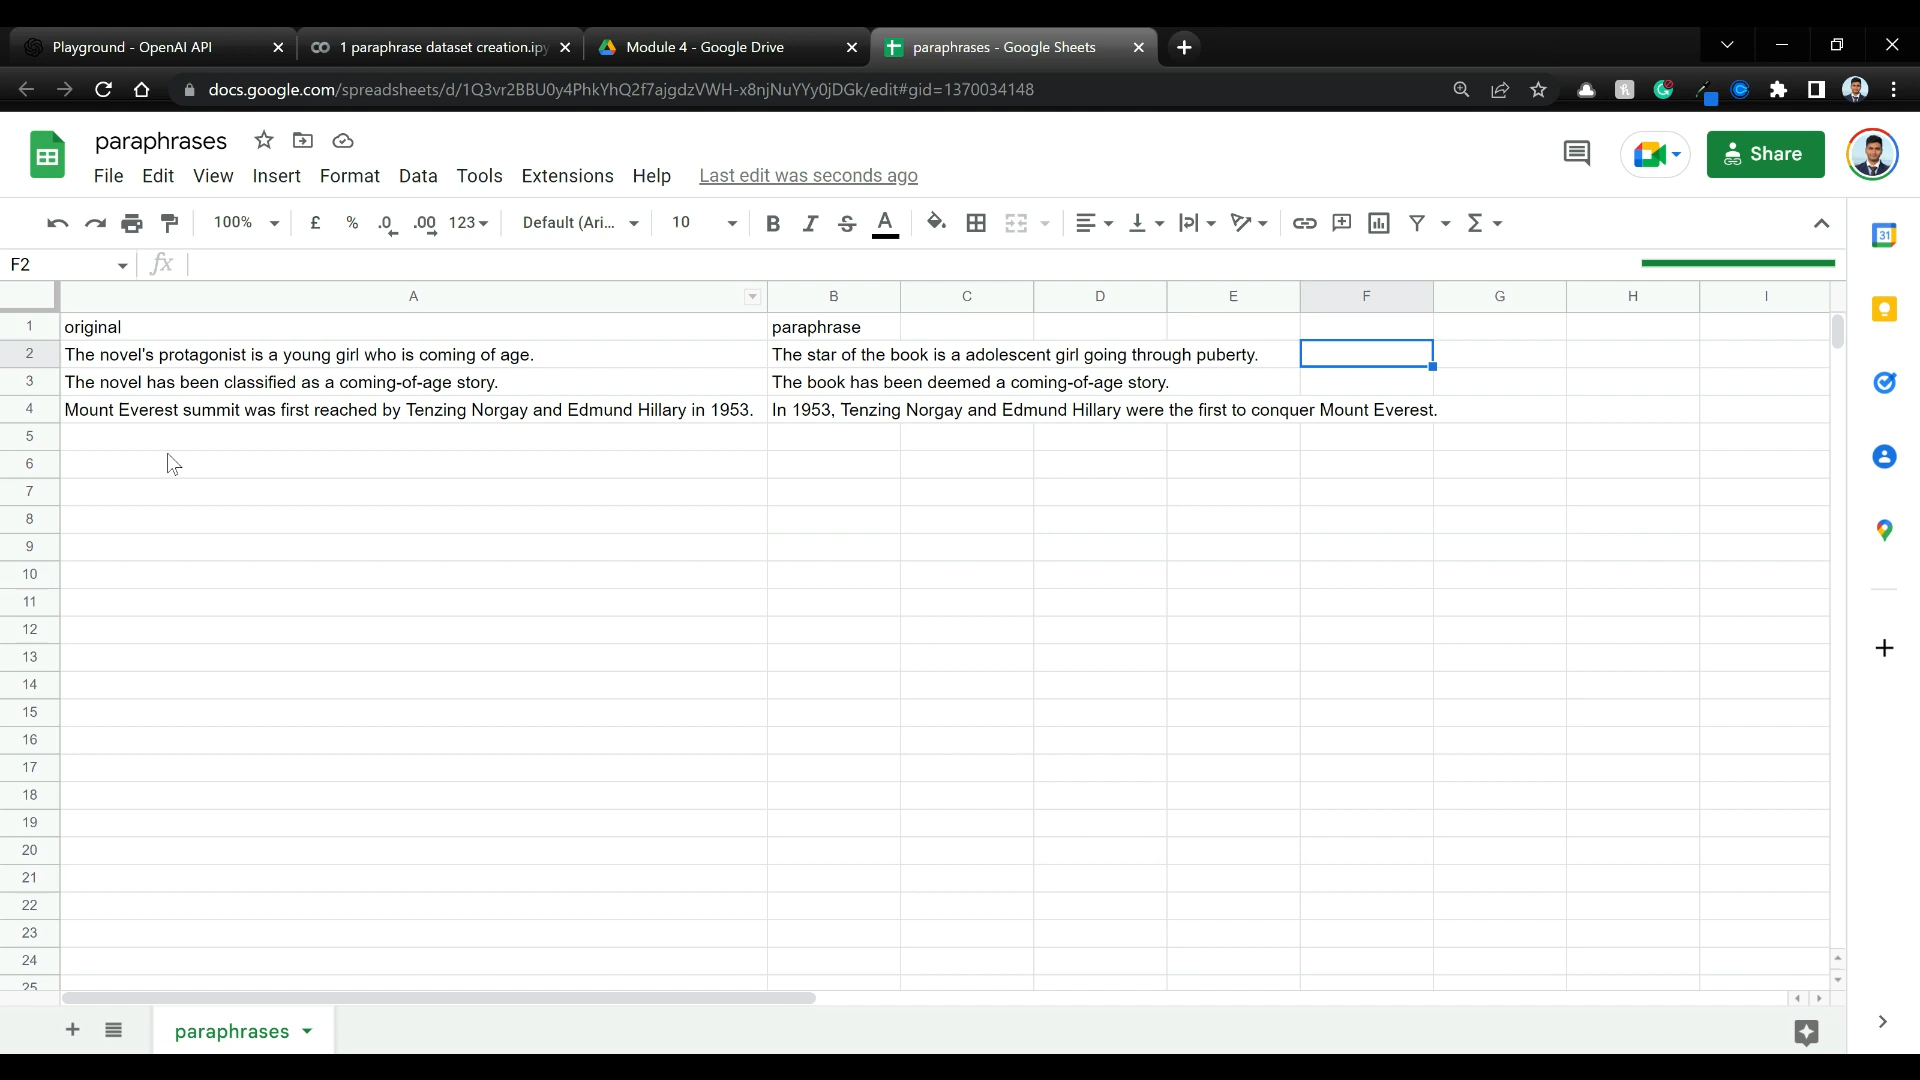 Playground - OpenAI API
1 paraphrase dataset creation.ipy
Module 4 - Google Drive
paraphrases - Google Sheets
docs.google.com/spreadsheets/d/1Q3vr2BBU0y4PhkYhQ2f7ajgdzVWH-x8njNuYYy0jDGk/edit#gid=1370034148
paraphrases
Share
File Edit View Insert Format Data Tools Extensions Help Last edit was seconds ago
100% £ % .0 .00 123 Default (Ari... 10 B I S A Σ
31
F2 fx
A B C D E F G H I
1 original paraphrase
2 The novel's protagonist is a young girl who is coming of age. The star of the book is a adolescent girl going through puberty.
3 The novel has been classified as a coming-of-age story. The book has been deemed a coming-of-age story.
4 Mount Everest summit was first reached by Tenzing Norgay and Edmund Hillary in 1953. In 1953, Tenzing Norgay and Edmund Hillary were the first to conquer Mount Everest.
5
6
7
8
9
10
11
12
13
14
15
16
17
18
19
20
21
22
23
24
25
paraphrases